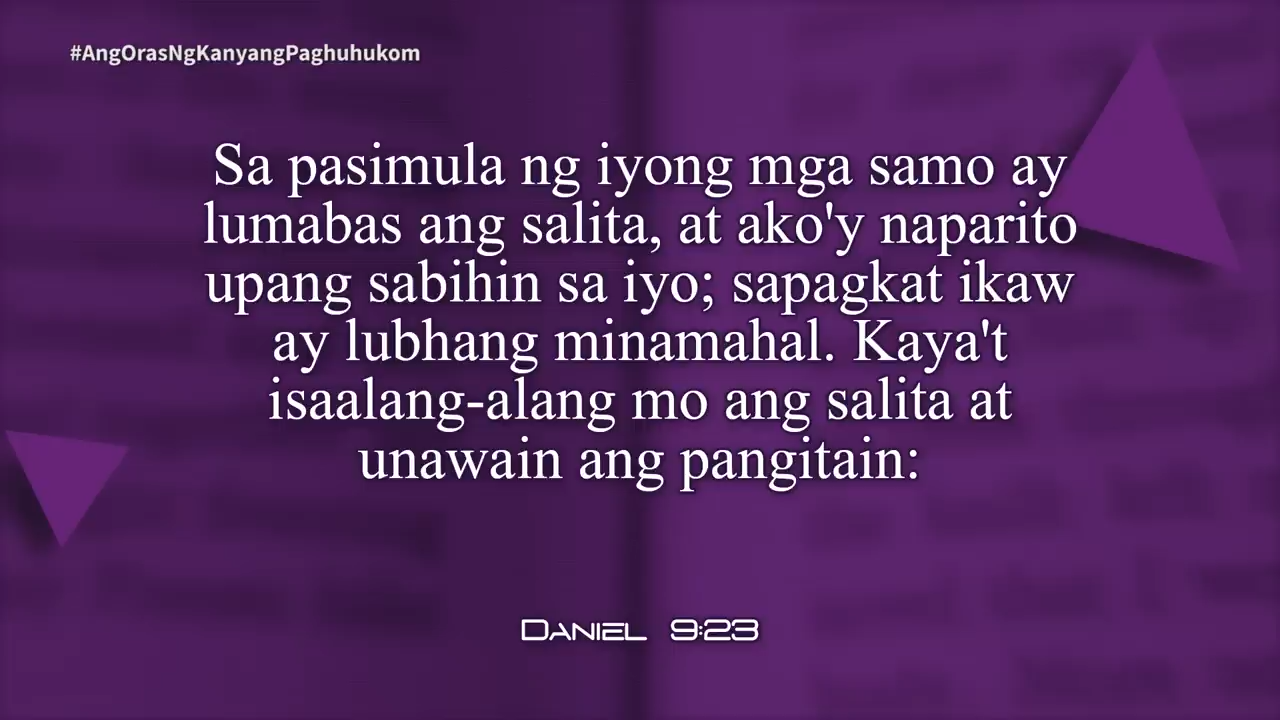 #AngOrasNgKanyangPaghuhukom
Sa pasimula ng iyong mga samo ay
lumabas ang salita, at ako'y naparito
upang sabihin sa iyo; sapagkat ikaw
ay lubhang minamahal. Kaya't
isaalang-alang mo ang salita at
unawain ang pangitain:
Daniel 9:23